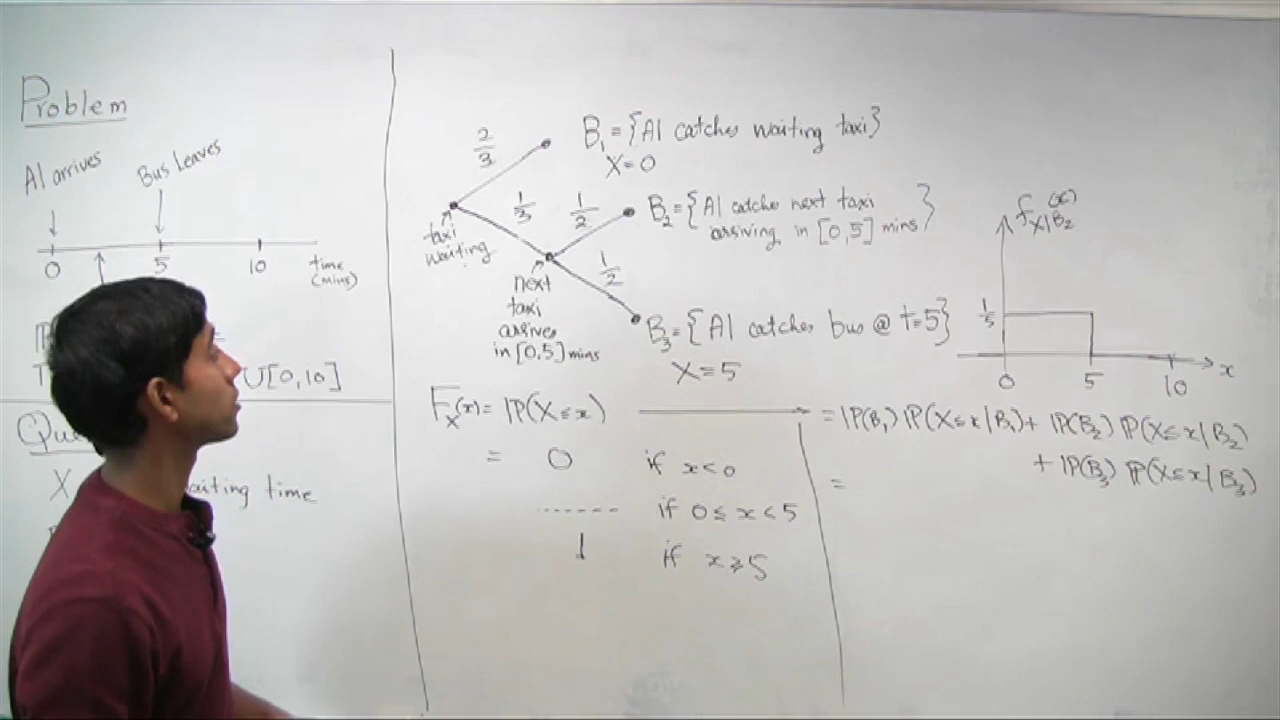 Problem
Al arrives
Bus leaves
0 5 10 time (mins)
U[0,10]
X waiting time
2/3
B₁ = {Al catches waiting taxi}
X=0
taxi waiting
1/3
1/2
B₂ = {Al catches next taxi
arriving in [0,5] mins}
1/2
next
taxi
arrives
in [0,5] mins
B₃ = {Al catches bus @ t=5}
X=5
f_{X|B₂}(x)
1/5
0 5 10 x
F_X(x) = ℙ(X≤x)
= 0 if x<0
------- if 0≤x<5
1 if x≥5
= ℙ(B₁) ℙ(X≤x|B₁) + ℙ(B₂) ℙ(X≤x|B₂)
+ ℙ(B₃) ℙ(X≤x|B₃)
=